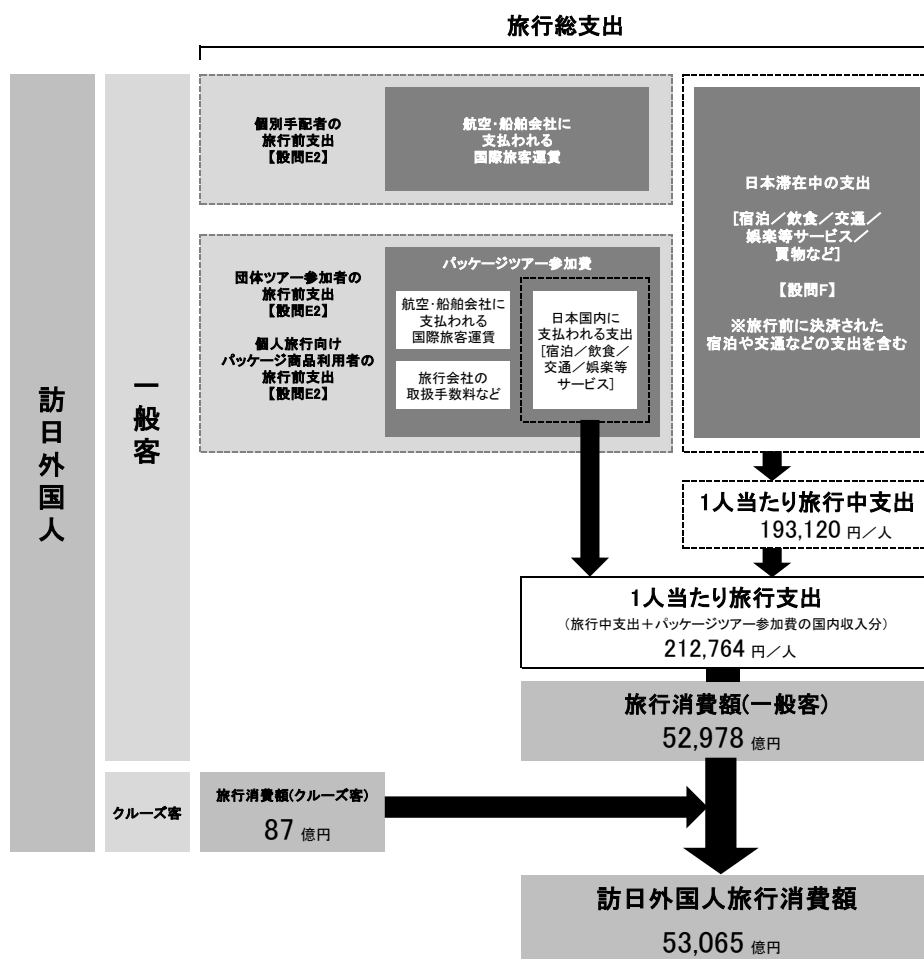 旅行総支出
訪日外国人
一般客
個別手配者の
旅行前支出
【設問E2】
航空・船舶会社に
支払われる
国際旅客運賃
団体ツアー参加者の
旅行前支出
【設問E2】
個人旅行向け
パッケージ商品利用者の
旅行前支出
【設問E2】
パッケージツアー参加費
航空・船舶会社に
支払われる
国際旅客運賃
旅行会社の
取扱手数料など
日本国内に
支払われる支出
[宿泊／飲食／
交通／娯楽等
サービス]
日本滞在中の支出
[宿泊／飲食／交通／
娯楽等サービス／
買物など]
【設問F】
※旅行前に決済された
宿泊や交通などの支出を含む
1人当たり旅行中支出
193,120 円／人
1人当たり旅行支出
（旅行中支出＋パッケージツアー参加費の国内収入分）
212,764 円／人
旅行消費額(一般客)
52,978 億円
クルーズ客
旅行消費額(クルーズ客)
87 億円
訪日外国人旅行消費額
53,065 億円